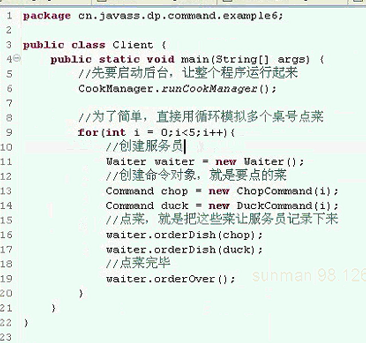 1 package cn.javass.dp.command.example6;
2
3 public class Client {
4 public static void main(String[] args) {
5 //先要启动后台，让整个程序运行起来
6 CookManager.runCookManager();
7
8 //为了简单，直接用循环模拟多个桌号点菜
9 for(int i = 0;i<5;i++){
10 //创建服务员
11 Waiter waiter = new Waiter();
12 //创建命令对象，就是要点的菜
13 Command chop = new ChopCommand(i);
14 Command duck = new DuckCommand(i);
15 //点菜，就是把这些菜让服务员记录下来
16 waiter.orderDish(chop);
17 waiter.orderDish(duck);
18 //点菜完毕
19 waiter.orderOver();
20 }
21 }
22 }
23
sunman 98 126